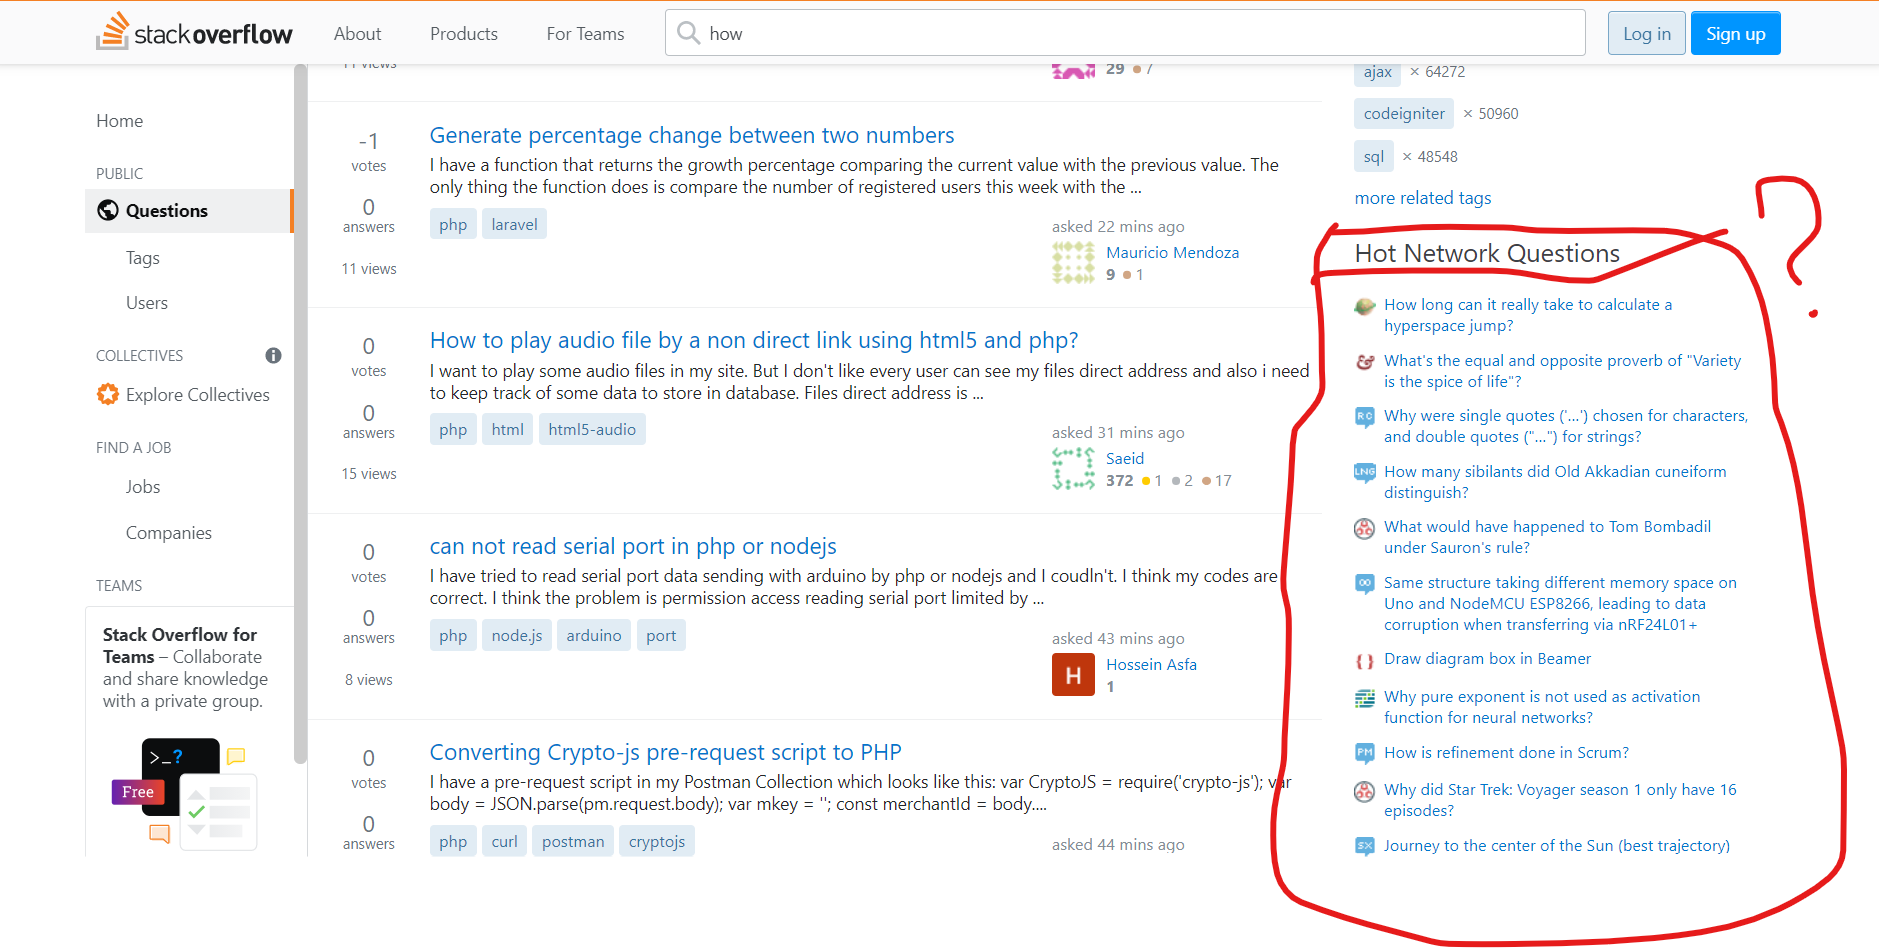 stackoverflow
About
Products
For Teams
how
Log in
Sign up
Home
PUBLIC
Questions
Tags
Users
COLLECTIVES
Explore Collectives
FIND A JOB
Jobs
Companies
TEAMS
Stack Overflow for
Teams – Collaborate
and share knowledge
with a private group.
>_?
Free
11 views
29 7
-1
votes
0
answers
11 views
Generate percentage change between two numbers
I have a function that returns the growth percentage comparing the current value with the previous value. The
only thing the function does is compare the number of registered users this week with the ...
php laravel
asked 22 mins ago
Mauricio Mendoza
9 1
0
votes
0
answers
15 views
How to play audio file by a non direct link using html5 and php?
I want to play some audio files in my site. But I don't like every user can see my files direct address and also i need
to keep track of some data to store in database. Files direct address is ...
php html html5-audio
asked 31 mins ago
Saeid
372 1 2 17
0
votes
0
answers
8 views
can not read serial port in php or nodejs
I have tried to read serial port data sending with arduino by php or nodejs and I coudln't. I think my codes are
correct. I think the problem is permission access reading serial port limited by ...
php node.js arduino port
asked 43 mins ago
H
Hossein Asfa
1
0
votes
0
answers
Converting Crypto-js pre-request script to PHP
I have a pre-request script in my Postman Collection which looks like this: var CryptoJS = require('crypto-js'); var
body = JSON.parse(pm.request.body); var mkey = ''; const merchantId = body....
php curl postman cryptojs
asked 44 mins ago
ajax × 64272
codeigniter × 50960
sql × 48548
more related tags
?
Hot Network Questions
How long can it really take to calculate a
hyperspace jump?
What's the equal and opposite proverb of "Variety
is the spice of life"?
RC Why were single quotes ('...') chosen for characters,
and double quotes ("...") for strings?
LNG How many sibilants did Old Akkadian cuneiform
distinguish?
What would have happened to Tom Bombadil
under Sauron's rule?
Same structure taking different memory space on
Uno and NodeMCU ESP8266, leading to data
corruption when transferring via nRF24L01+
Draw diagram box in Beamer
Why pure exponent is not used as activation
function for neural networks?
PM How is refinement done in Scrum?
Why did Star Trek: Voyager season 1 only have 16
episodes?
SX Journey to the center of the Sun (best trajectory)